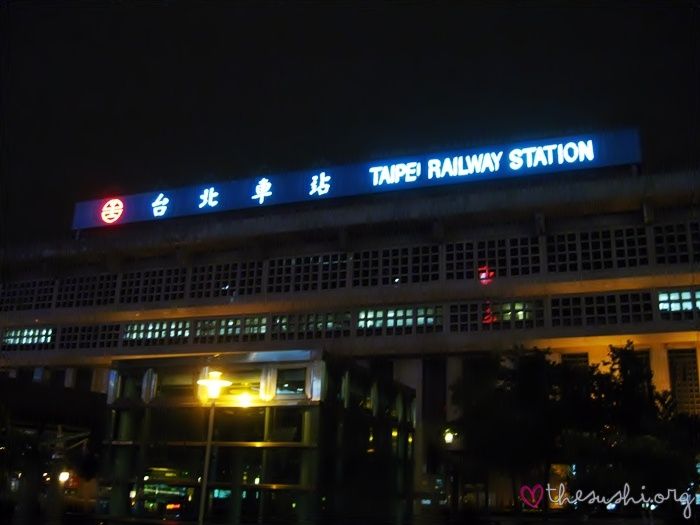 台北車站 TAIPEI RAILWAY STATION
thesushi.org